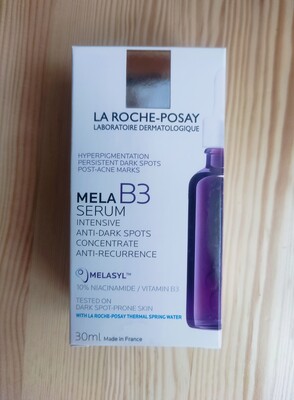 LA ROCHE-POSAY
LABORATOIRE DERMATOLOGIQUE
HYPERPIGMENTATION
PERSISTENT DARK SPOTS
POST-ACNE MARKS
MELA B3
SERUM
INTENSIVE
ANTI-DARK SPOTS
CONCENTRATE
ANTI-RECURRENCE
MELASYL™
10% NIACINAMIDE / VITAMIN B3
TESTED ON
DARK SPOT-PRONE SKIN
WITH LA ROCHE-POSAY THERMAL SPRING WATER
30ml Made in France